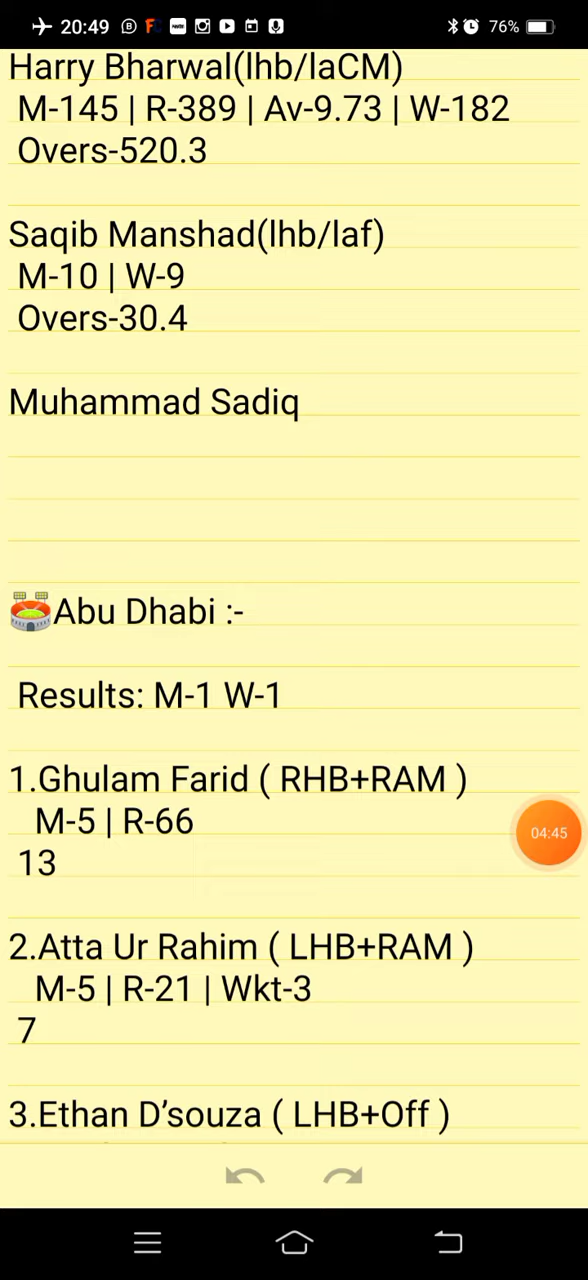 20:49
76%
Harry Bharwal(lhb/laCM)
M-145 | R-389 | Av-9.73 | W-182
Overs-520.3
Saqib Manshad(lhb/laf)
M-10 | W-9
Overs-30.4
Muhammad Sadiq
Abu Dhabi :-
Results: M-1 W-1
1.Ghulam Farid ( RHB+RAM )
M-5 | R-66
04:45
13
2.Atta Ur Rahim ( LHB+RAM )
M-5 | R-21 | Wkt-3
7
3.Ethan D’souza ( LHB+Off )